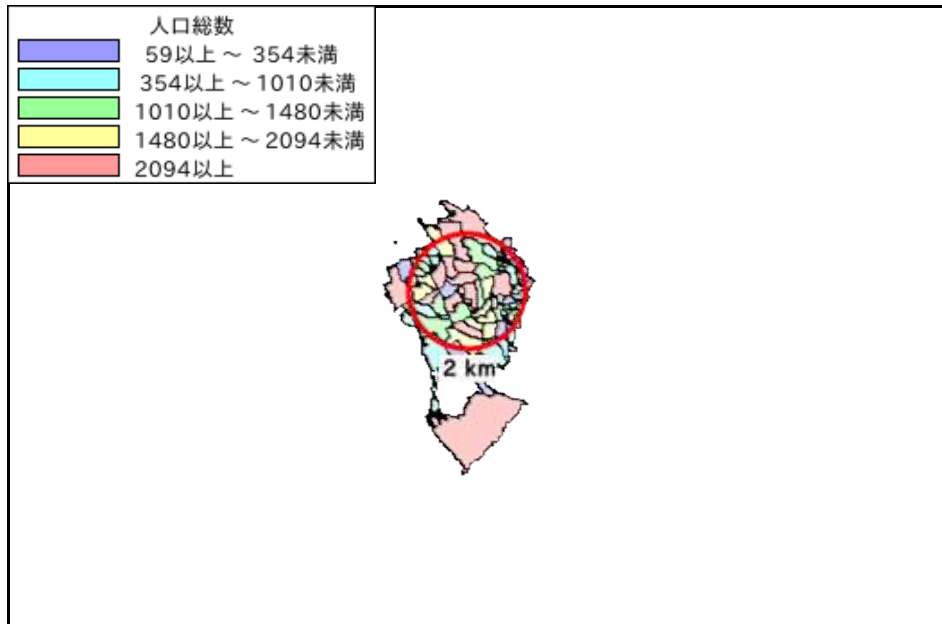 人口総数
59以上 ～ 354未満
354以上 ～1010未満
1010以上 ～1480未満
1480以上 ～2094未満
2094以上
2 km